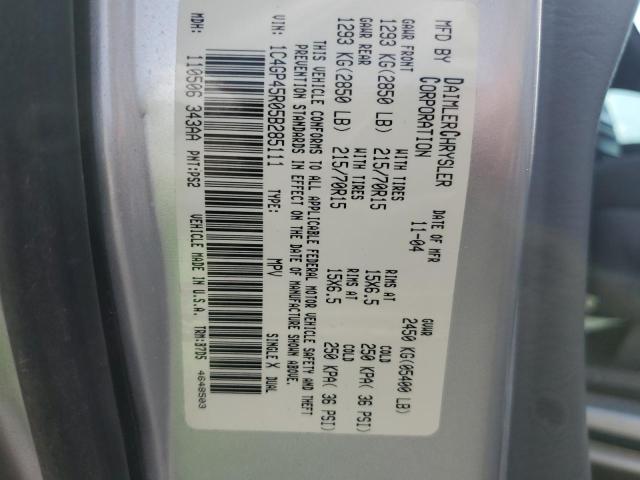 MFD BY DAIMLERCHRYSLER CORPORATION DATE OF MFR 11-04 GVWR 2450 KG(05400 LB)
GAWR FRONT WITH TIRES RIMS AT COLD
1293 KG(2850 LB) 215/70R15 15X6.5 250 KPA( 36 PSI)
GAWR REAR WITH TIRES RIMS AT COLD
1293 KG(2850 LB) 215/70R15 15X6.5 250 KPA( 36 PSI)
THIS VEHICLE CONFORMS TO ALL APPLICABLE FEDERAL MOTOR VEHICLE SAFETY AND THEFT
PREVENTION STANDARDS IN EFFECT ON THE DATE OF MANUFACTURE SHOWN ABOVE.
VIN: 1C4GP45R05B285111 TYPE: MPV SINGLE X DUAL
MDH: 110506 343AA PNT:PS2 VEHICLE MADE IN U.S.A. TRM:B7D5 4648503